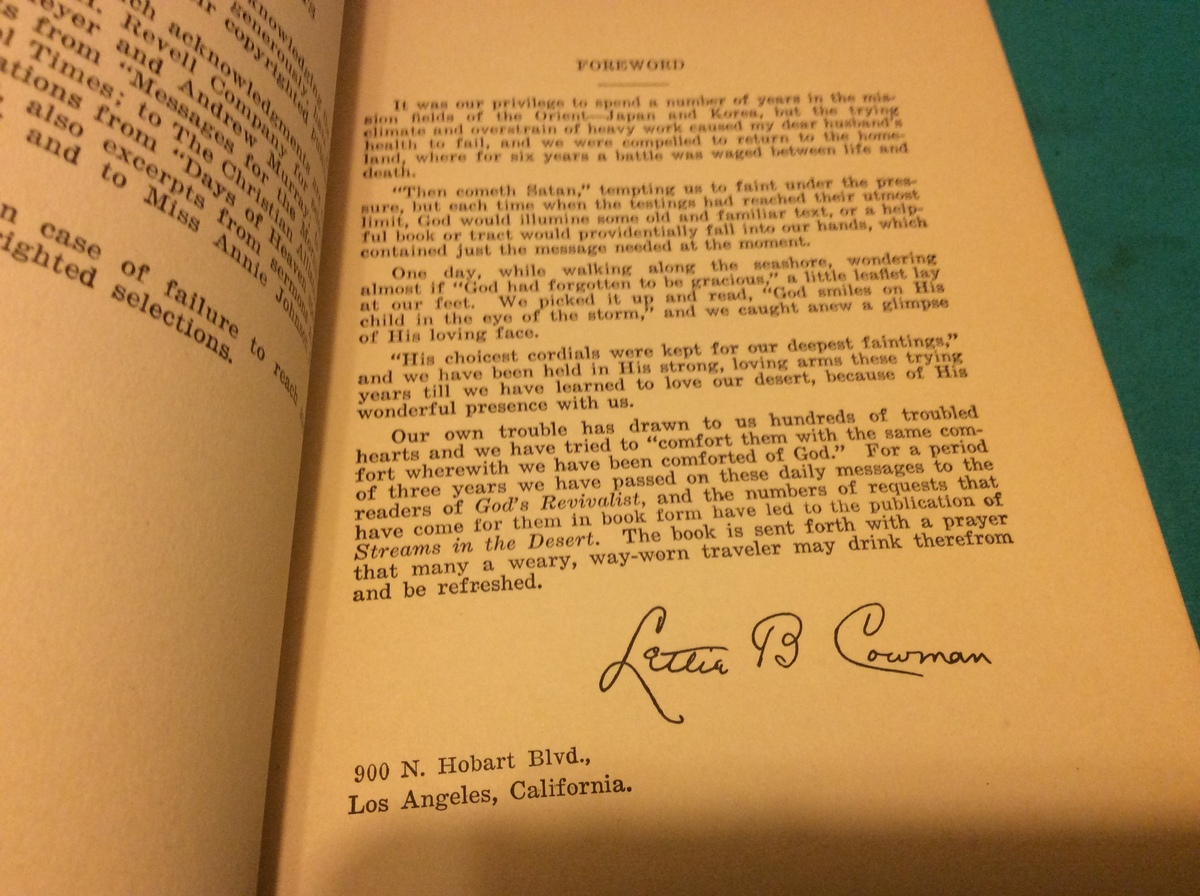 knowledging
generously
ch acknowledgments
ir copyrighted
H. Revell Company
Meyer and Andrew Murray,
s from "Messages for the
ol Times; to The Christian
ations from "Days of Heaven
; also excerpts from
; and to Miss Annie Johnson
n case of failure to reach
righted selections.
FOREWORD
It was our privilege to spend a number of years in the mis-
sion fields of the Orient—Japan and Korea, but the trying
climate and overstrain of heavy work caused my dear husband's
health to fail, and we were compelled to return to the home-
land, where for six years a battle was waged between life and
death.
"Then cometh Satan," tempting us to faint under the pres-
sure, but each time when the testings had reached their utmost
limit, God would illumine some old and familiar text, or a help-
ful book or tract would providentially fall into our hands, which
contained just the message needed at the moment.
One day, while walking along the seashore, wondering
almost if "God had forgotten to be gracious," a little leaflet lay
at our feet. We picked it up and read, "God smiles on His
child in the eye of the storm," and we caught anew a glimpse
of His loving face.
"His choicest cordials were kept for our deepest faintings,"
and we have been held in His strong, loving arms these trying
years till we have learned to love our desert, because of His
wonderful presence with us.
Our own trouble has drawn to us hundreds of troubled
hearts and we have tried to "comfort them with the same com-
fort wherewith we have been comforted of God." For a period
of three years we have passed on these daily messages to the
readers of God's Revivalist, and the numbers of requests that
have come for them in book form have led to the publication of
Streams in the Desert. The book is sent forth with a prayer
that many a weary, way-worn traveler may drink therefrom
and be refreshed.
Lettie B Cowman
900 N. Hobart Blvd.,
Los Angeles, California.